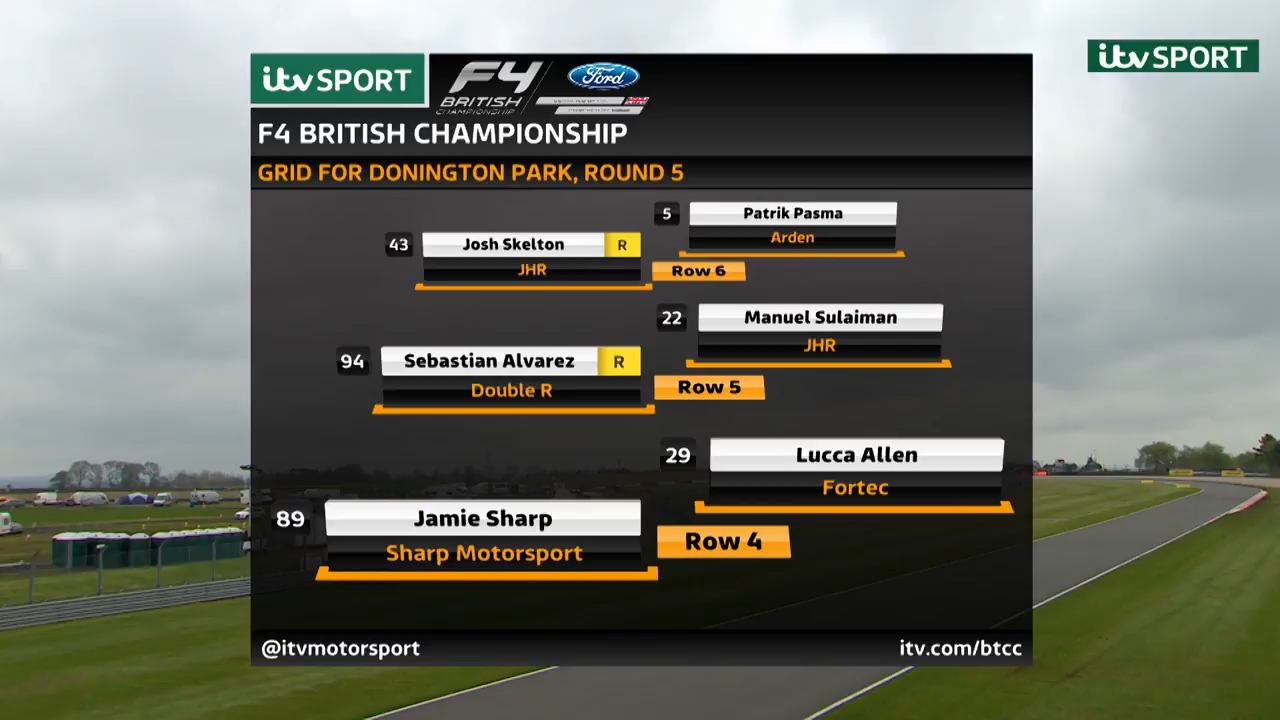 itv SPORT
itv SPORT
F4
BRITISH
CHAMPIONSHIP
Ford
F4 BRITISH CHAMPIONSHIP
GRID FOR DONINGTON PARK, ROUND 5
5 Patrik Pasma
Arden
43 Josh Skelton R
JHR
Row 6
22 Manuel Sulaiman
JHR
94 Sebastian Alvarez R
Double R
Row 5
29 Lucca Allen
Fortec
89 Jamie Sharp
Sharp Motorsport
Row 4
@itvmotorsport
itv.com/btcc